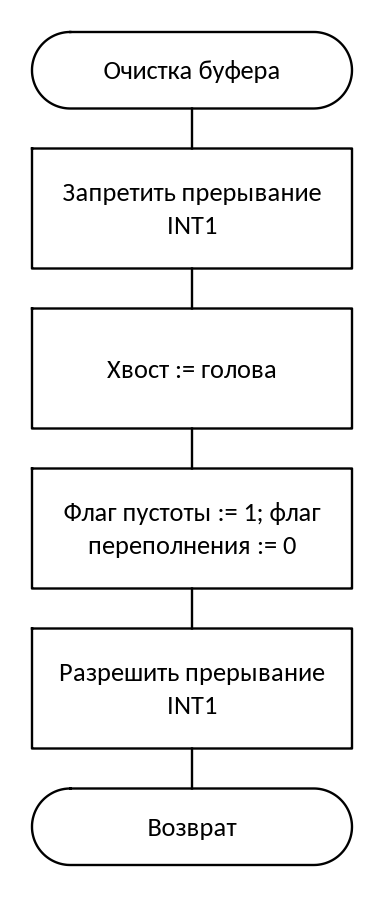 Очистка буфера
Запретить прерывание
INT1
Хвост := голова
Флаг пустоты := 1; флаг
переполнения := 0
Разрешить прерывание
INT1
Возврат